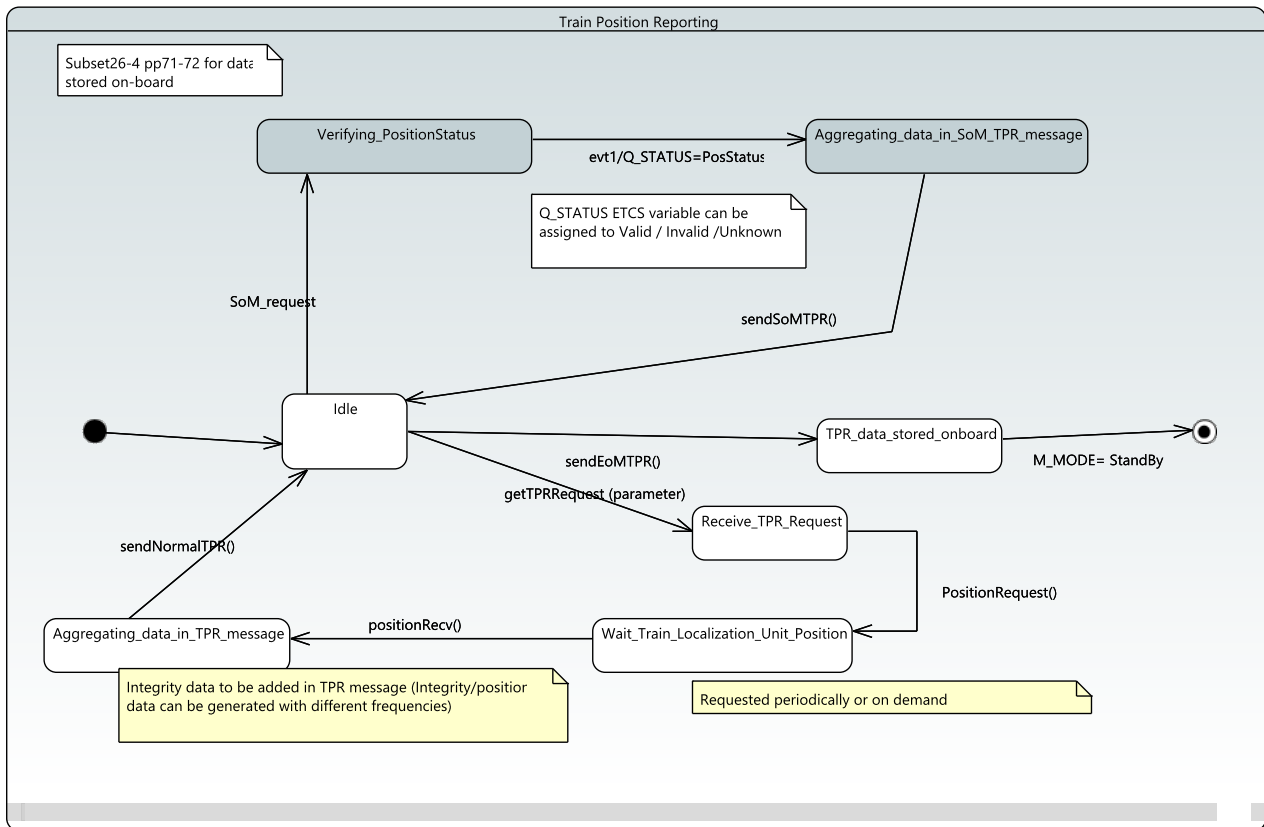 Train Position Reporting
Subset26-4 pp71-72 for data
stored on-board
Verifying_PositionStatus
Aggregating_data_in_SoM_TPR_message
evt1/Q_STATUS=PosStatus
Q_STATUS ETCS variable can be
assigned to Valid / Invalid /Unknown
SoM_request
sendSoMTPR()
Idle
TPR_data_stored_onboard
sendEoMTPR()
M_MODE= StandBy
getTPRRequest (parameter)
Receive_TPR_Request
sendNormalTPR()
PositionRequest()
positionRecv()
Aggregating_data_in_TPR_message
Wait_Train_Localization_Unit_Position
Integrity data to be added in TPR message (Integrity/position
data can be generated with different frequencies)
Requested periodically or on demand